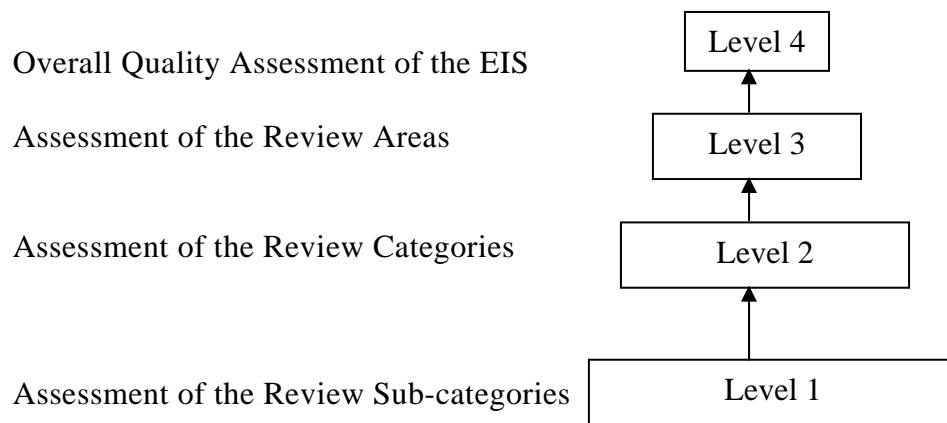 Overall Quality Assessment of the EIS
Level 4
Assessment of the Review Areas
Level 3
Assessment of the Review Categories
Level 2
Assessment of the Review Sub-categories
Level 1